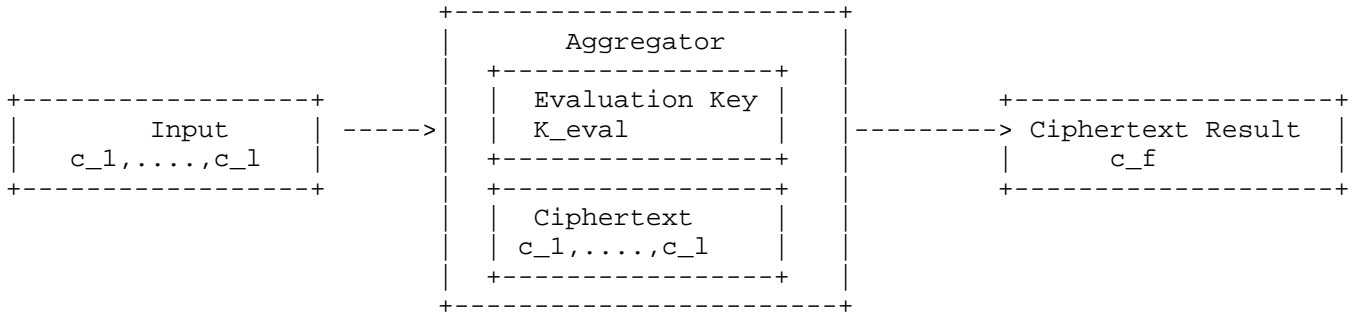 Aggregator
Evaluation Key
Input
K_eval
Ciphertext Result
c_1,....,c_l
c_f
Ciphertext
c_1,....,c_l